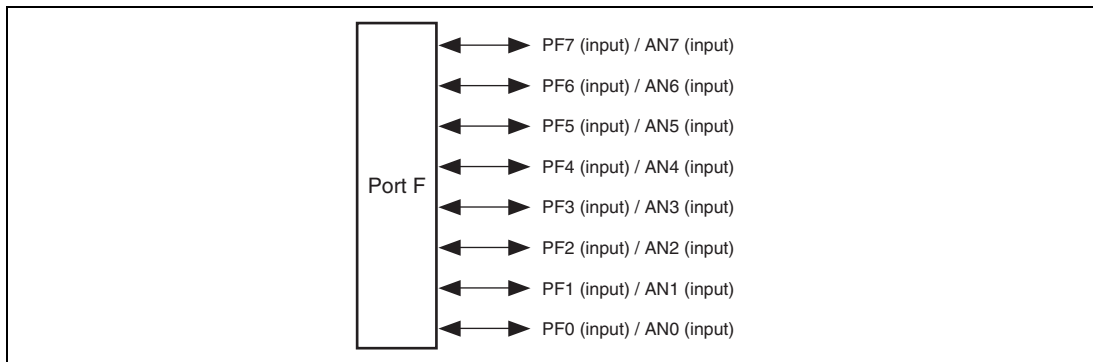 Port F
PF7 (input) / AN7 (input)
PF6 (input) / AN6 (input)
PF5 (input) / AN5 (input)
PF4 (input) / AN4 (input)
PF3 (input) / AN3 (input)
PF2 (input) / AN2 (input)
PF1 (input) / AN1 (input)
PF0 (input) / AN0 (input)